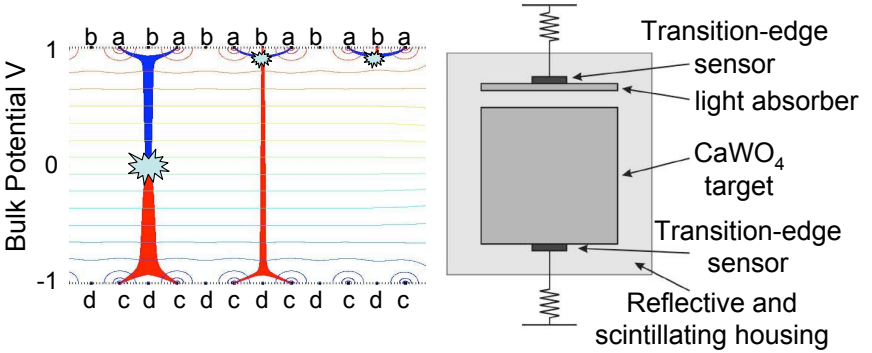 b a b a b a b a b a b a
1
Bulk Potential V
0
-1
d c d c d c d c d c d c
Transition-edge
sensor
light absorber
CaWO4
target
Transition-edge
sensor
Reflective and
scintillating housing